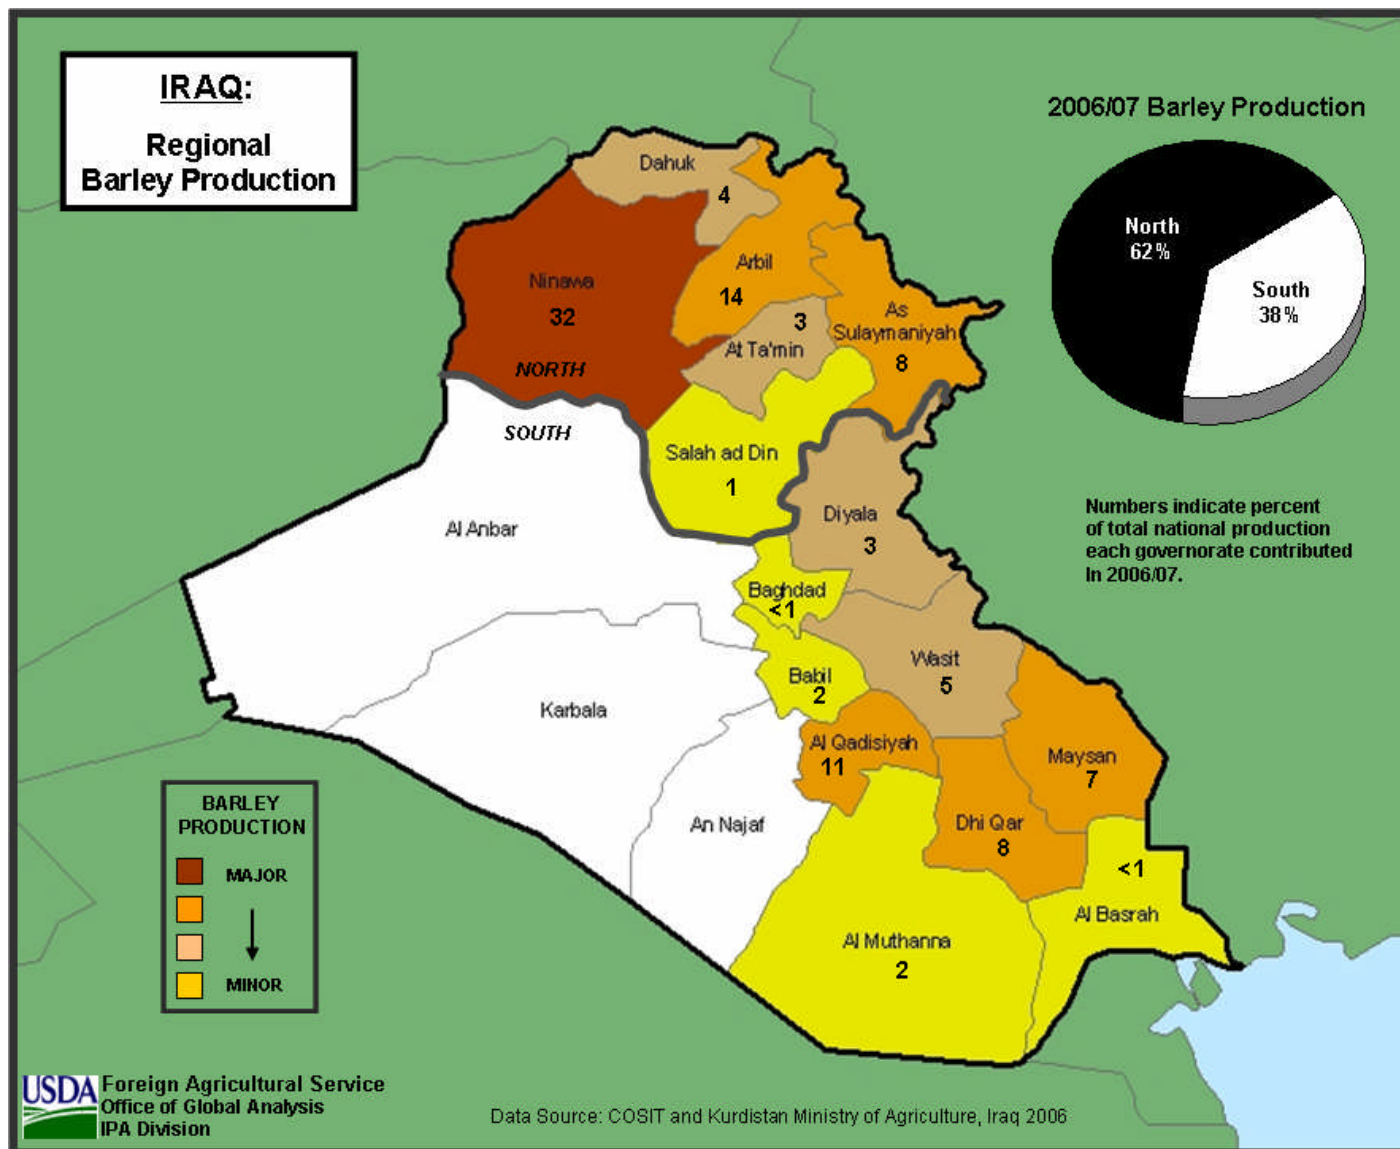 IRAQ:
Regional
Barley Production
2006/07 Barley Production
North
62%
South
38%
Dahuk
4
Ninawa
32
Arbil
14
As
Sulaymaniyah
8
3
At Ta'min
NORTH
SOUTH
Salah ad Din
1
Al Anbar
Diyala
3
Numbers indicate percent
of total national production
each governorate contributed
in 2006/07.
Baghdad
<1
Babil
2
Wasit
5
Karbala
Al Qadisiyah
11
Maysan
7
An Najaf
Dhi Qar
8
<1
Al Basrah
Al Muthanna
2
BARLEY
PRODUCTION
MAJOR
MINOR
USDA
Foreign Agricultural Service
Office of Global Analysis
IPA Division
Data Source: COSIT and Kurdistan Ministry of Agriculture, Iraq 2006